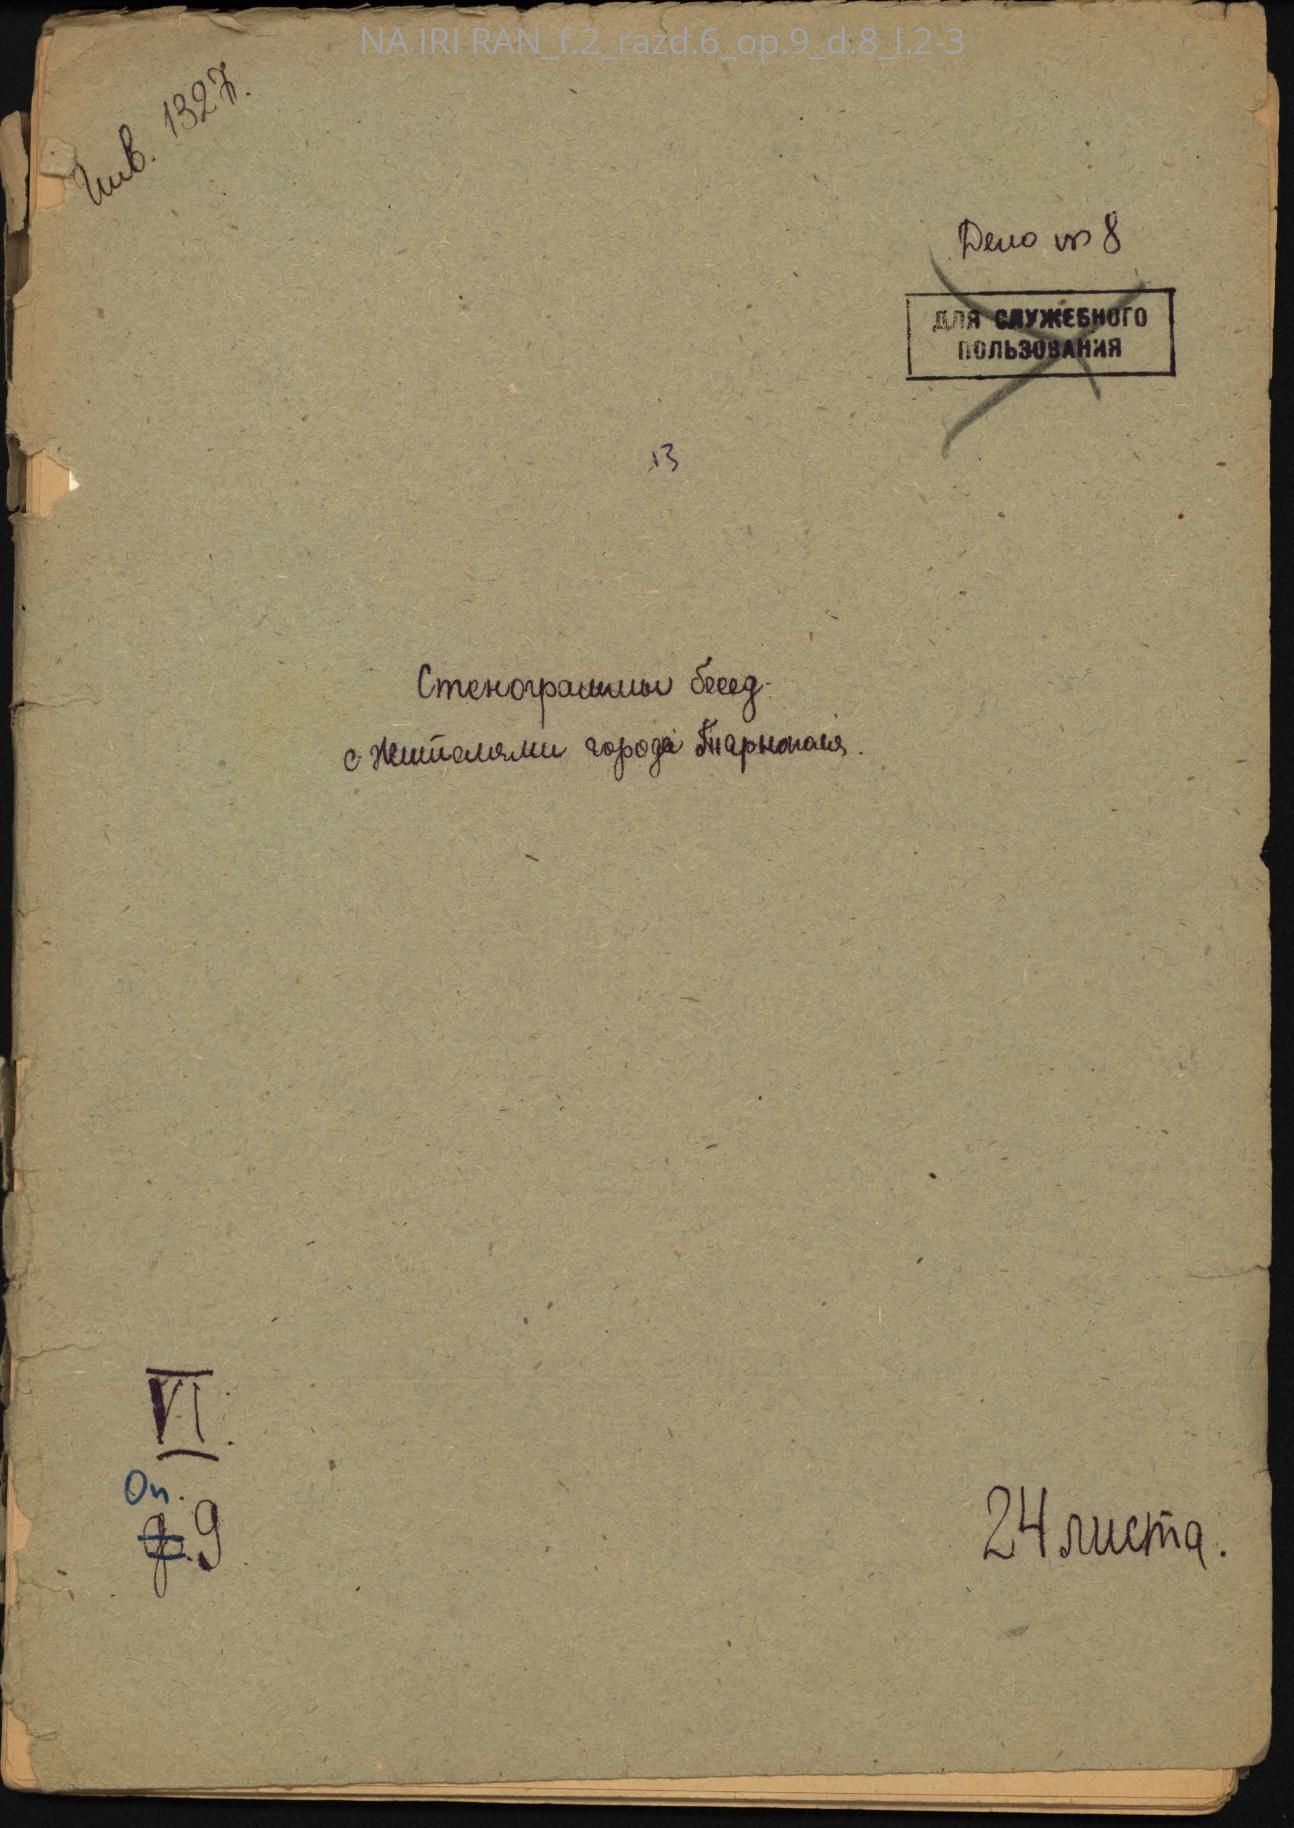 NA IRI RAN_f.2_razd.6_op.9_d.8_l.2-3
Инв. 1327.
Дело № 8
ДЛЯ СЛУЖЕБНОГО
ПОЛЬЗОВАНИЯ
13
Стенограммы бесед
с жителями города Тарнополя.
VI.
Оп.
ф. 9
24 листа.